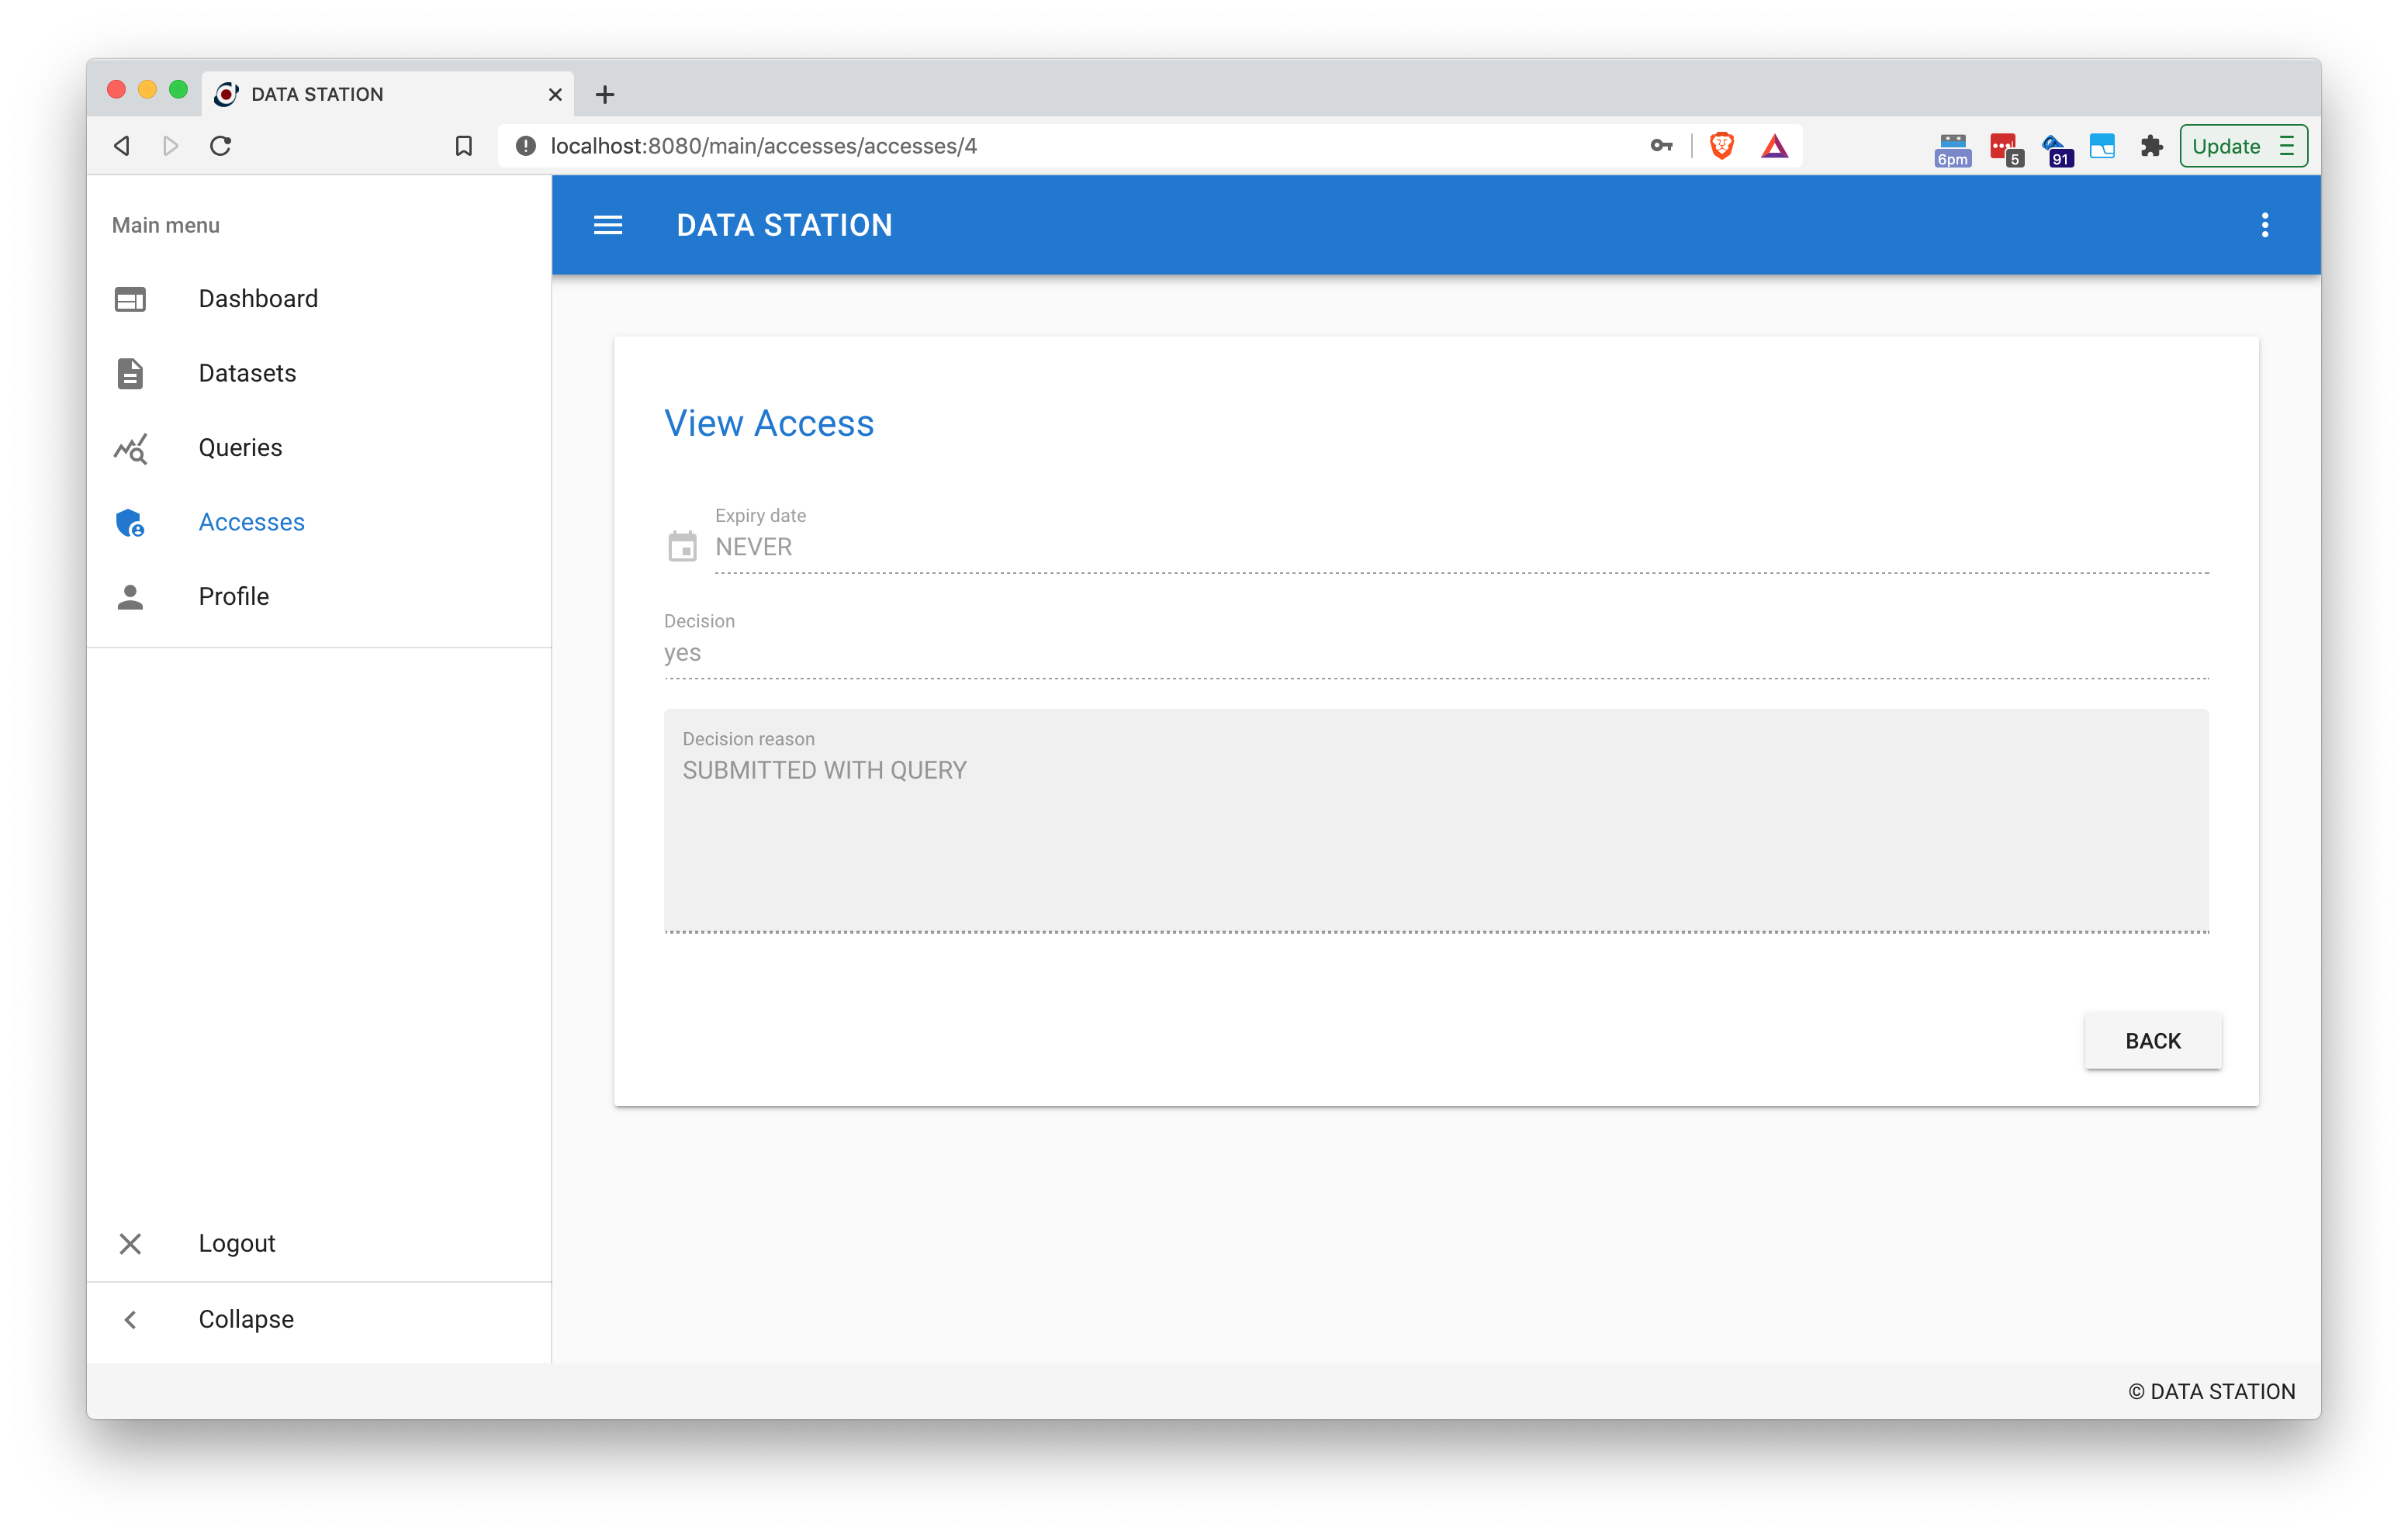 DATA STATION
localhost:8080/main/accesses/accesses/4
6pm
5
91
Update
Main menu
DATA STATION
Dashboard
Datasets
Queries
Accesses
Profile
View Access
Expiry date
NEVER
Decision
yes
Decision reason
SUBMITTED WITH QUERY
BACK
Logout
Collapse
© DATA STATION